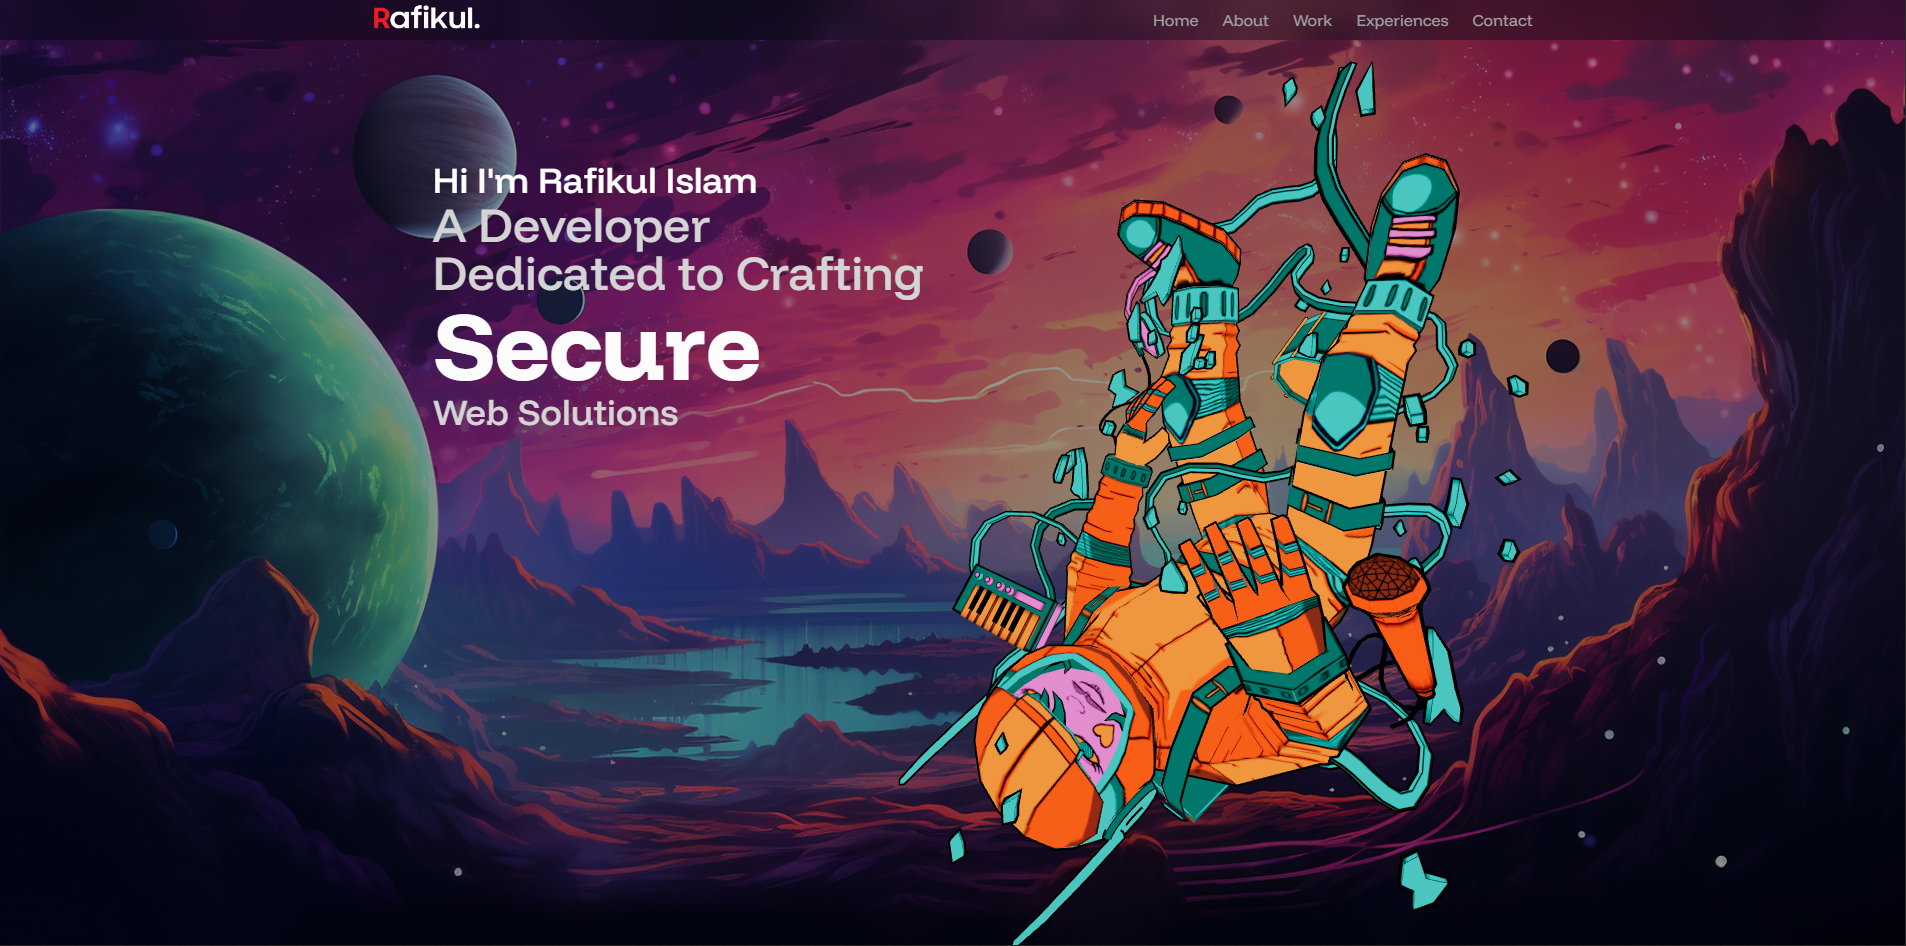 Rafikul.
Home About Work Experiences Contact
Hi I'm Rafikul Islam
A Developer
Dedicated to Crafting
Secure
Web Solutions